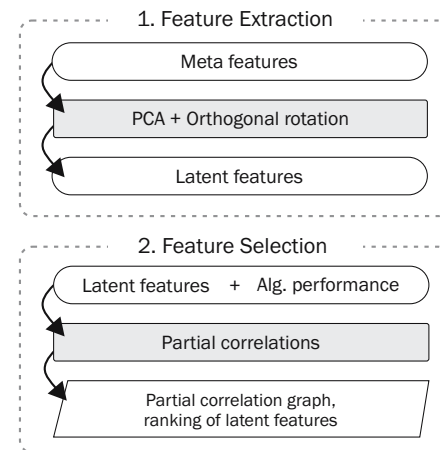 1. Feature Extraction
Meta features
PCA + Orthogonal rotation
Latent features
2. Feature Selection
Latent features + Alg. performance
Partial correlations
Partial correlation graph,
ranking of latent features